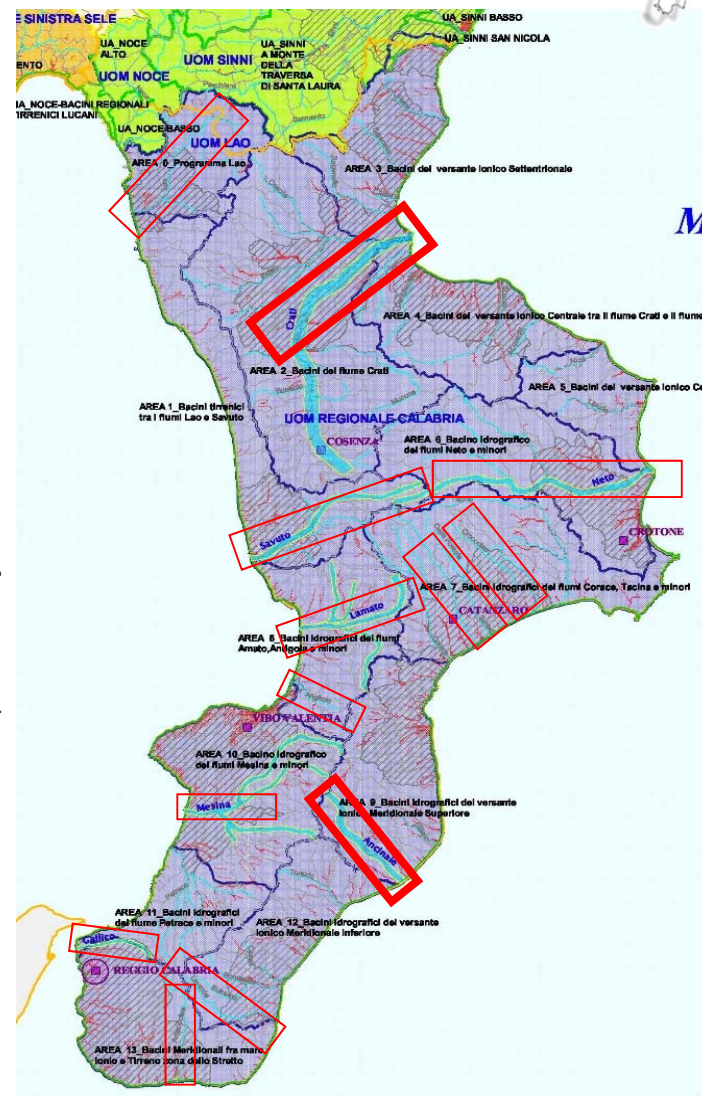 E SINISTRA SELE
UA_SINNI BASSO
UA_SINNI SAN NICOLA
UA_NOCE
ALTO
UOM SINNI
UA_SINNI
A MONTE
DELLA
TRAVERSA
DI SANTA LAURA
ENTO
UOM NOCE
UA_NOCE-BACINI REGIONALI
TIRRENICI LUCANI
UA_NOCE BASSO
UOM LAO
AREA 0_Programma Lao
AREA 3_Bacini del versante ionico Settentrionale
M
Crati
AREA 4_Bacini del versante Ionico Centrale tra il fiume Crati e il fiume
AREA 2_Bacini del fiume Crati
AREA 5_Bacini del versante Ionico Ce
AREA 1_Bacini tirrenici
tra i fiumi Lao e Savuto
UOM REGIONALE CALABRIA
COSENZA
AREA 6_Bacino Idrografico
dei fiumi Neto e minori
Neto
CROTONE
Savuto
AREA 7_Bacini Idrografici dei fiumi Corace, Tacina e minori
Lamato
CATANZARO
AREA 8_Bacini Idrografici dei fiumi
Amato, Angitola e minori
VIBO VALENTIA
AREA 10_Bacino Idrografico
dei fiumi Mesima e minori
Mesina
AREA 9_Bacini Idrografici del versante
Ionico Meridionale Superiore
Ancinale
AREA 11_Bacini Idrografici
del fiume Petrace e minori
AREA 12_Bacini Idrografici del versante
Ionico Meridionale Inferiore
Gallico
REGGIO CALABRIA
AREA 13_Bacini Meridionali fra mare
Ionio e Tirreno zona dello Stretto